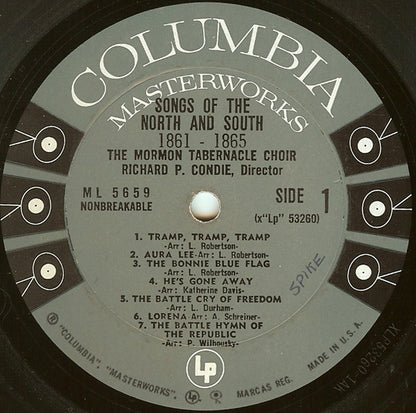 COLUMBIA
MASTERWORKS
SONGS OF THE
NORTH AND SOUTH
1861 - 1865
THE MORMON TABERNACLE CHOIR
RICHARD P. CONDIE, Director
ML 5659
NONBREAKABLE
SIDE 1
(x"Lp" 53260)
1. TRAMP, TRAMP, TRAMP
-Arr: L. Robertson-
2. AURA LEE-Arr: L. Robertson-
3. THE BONNIE BLUE FLAG
-Arr: L. Robertson-
4. HE'S GONE AWAY
-Arr: Katherine Davis-
5. THE BATTLE CRY OF FREEDOM
-Arr: L. Durham-
6. LORENA-Arr: A. Schreiner-
7. THE BATTLE HYMN OF
THE REPUBLIC
-Arr: P. Wilhousky-
SPIKE
LP
® "COLUMBIA", "MASTERWORKS", MARCAS REG. MADE IN U.S.A.